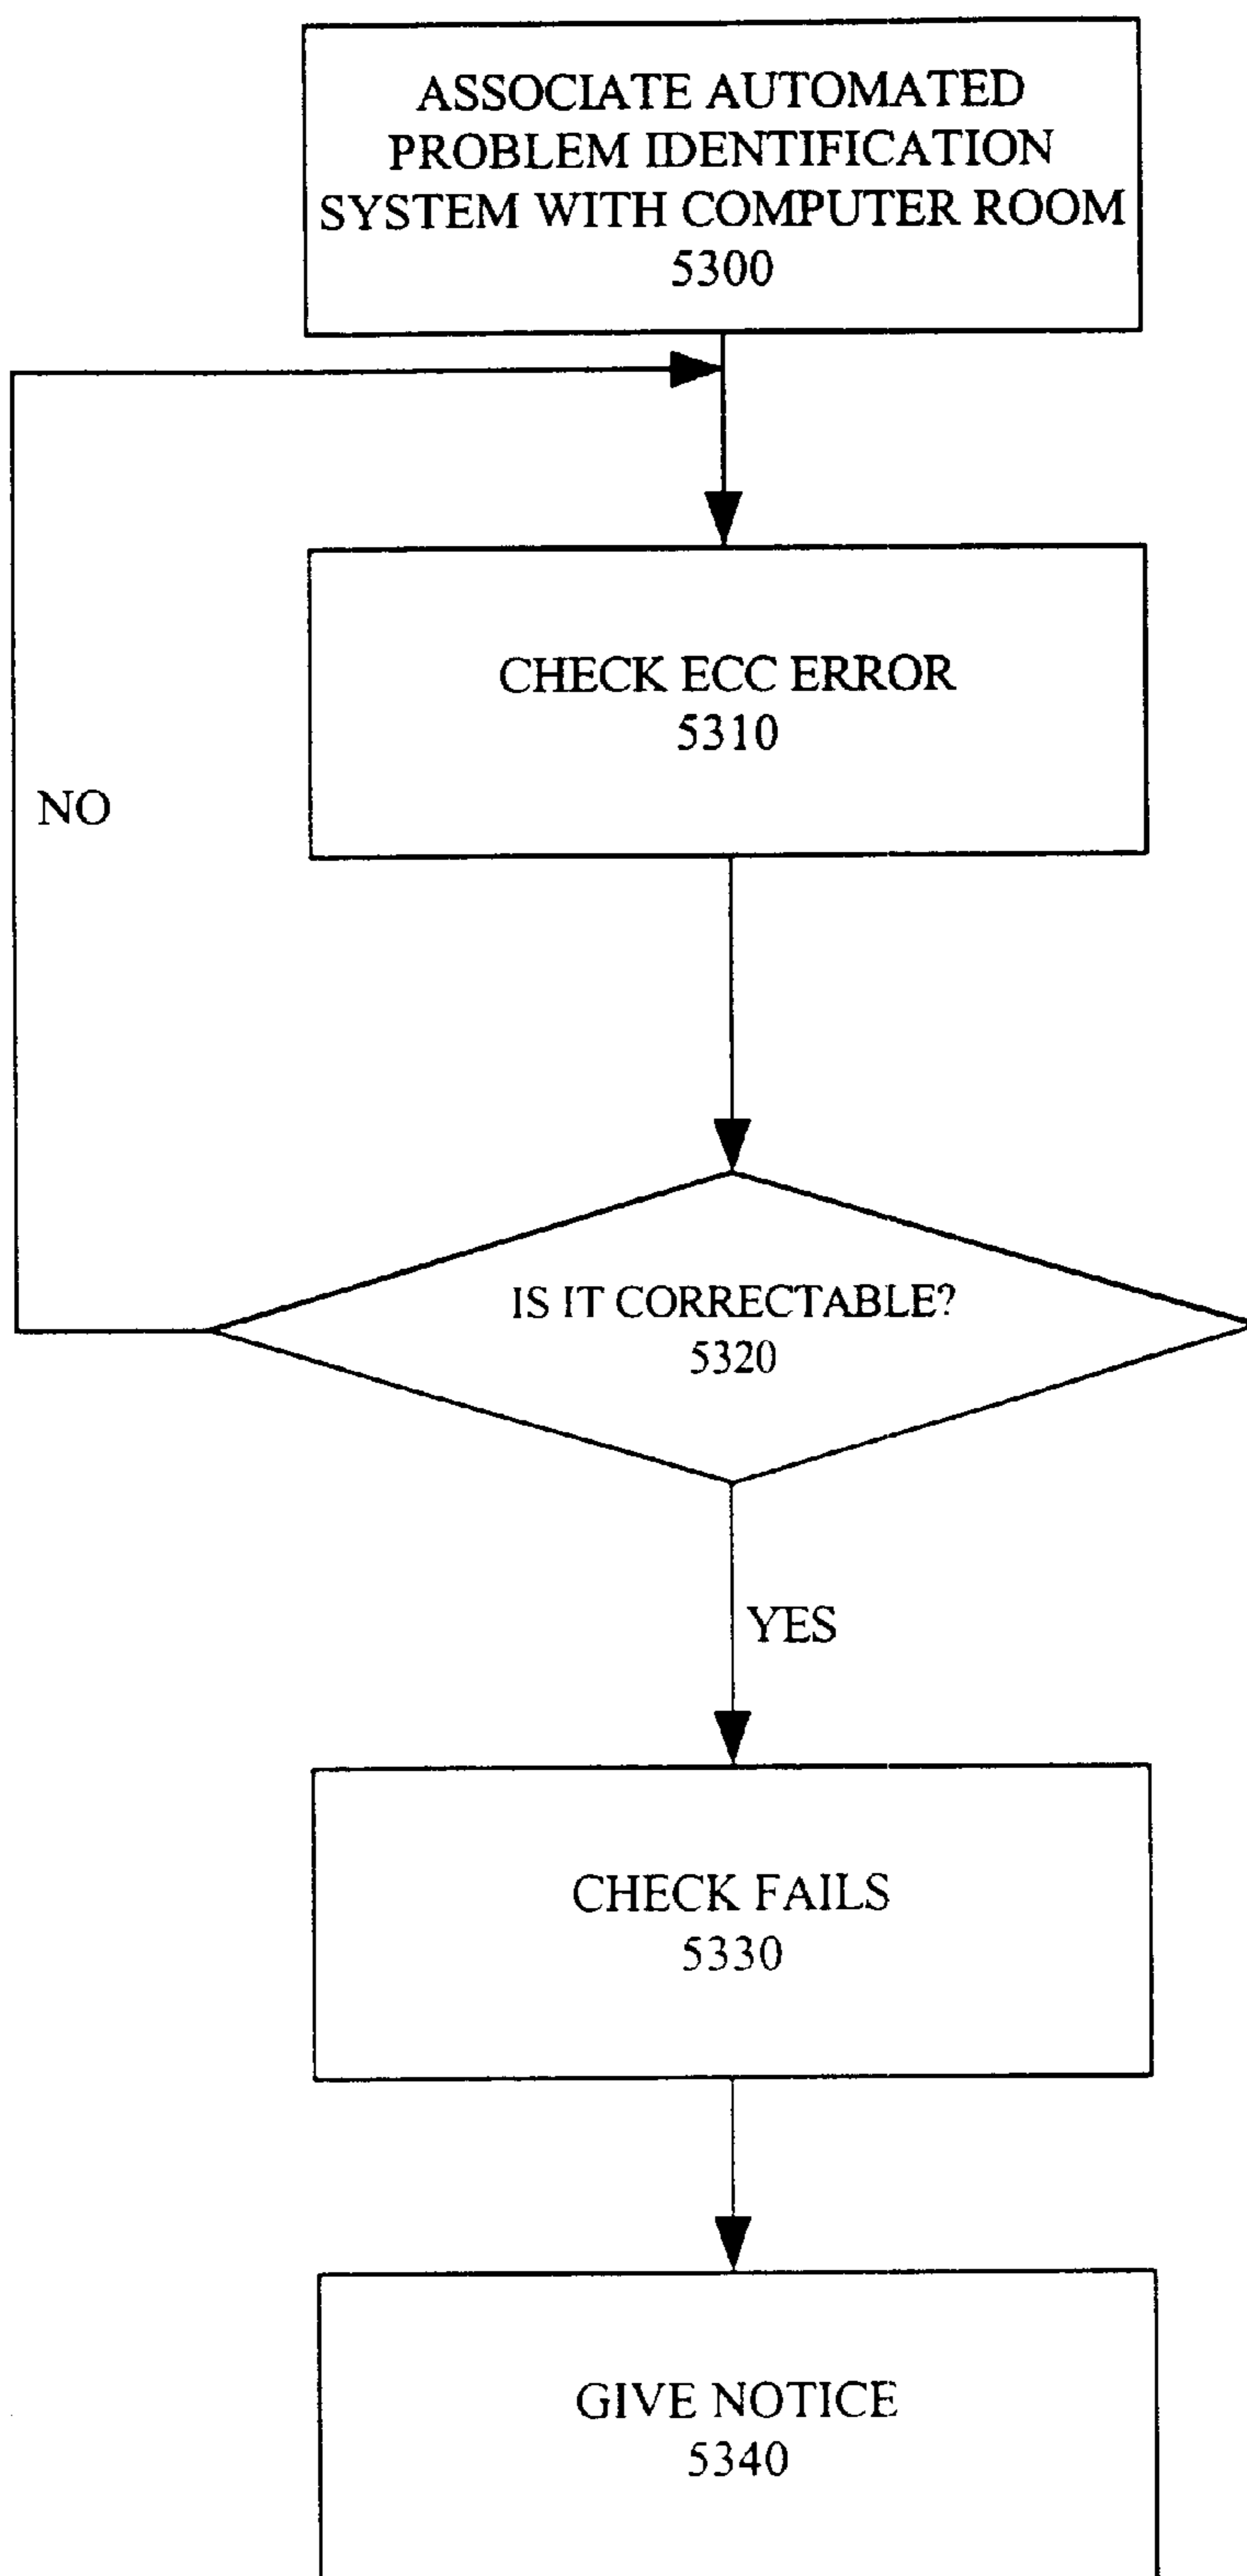 ASSOCIATE AUTOMATED
PROBLEM IDENTIFICATION
SYSTEM WITH COMPUTER ROOM
5300
CHECK ECC ERROR
5310
NO
IS IT CORRECTABLE?
5320
YES
CHECK FAILS
5330
GIVE NOTICE
5340